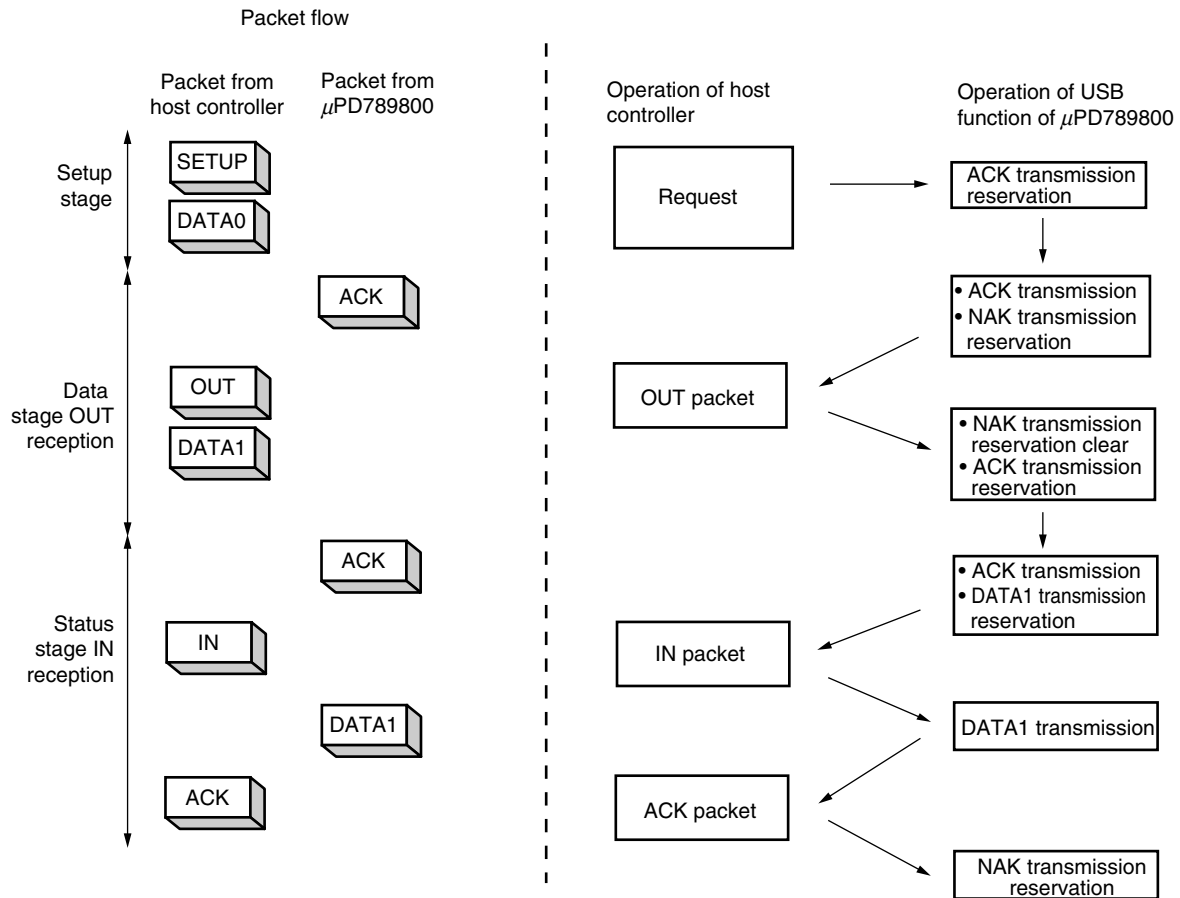 Packet flow
Packet from
host controller
Packet from
μPD789800
Setup
stage
SETUP
DATA0
ACK
Data
stage OUT
reception
OUT
DATA1
ACK
Status
stage IN
reception
IN
DATA1
ACK
Operation of host
controller
Operation of USB
function of μPD789800
Request
ACK transmission
reservation
• ACK transmission
• NAK transmission
reservation
OUT packet
• NAK transmission
reservation clear
• ACK transmission
reservation
• ACK transmission
• DATA1 transmission
reservation
IN packet
DATA1 transmission
ACK packet
NAK transmission
reservation